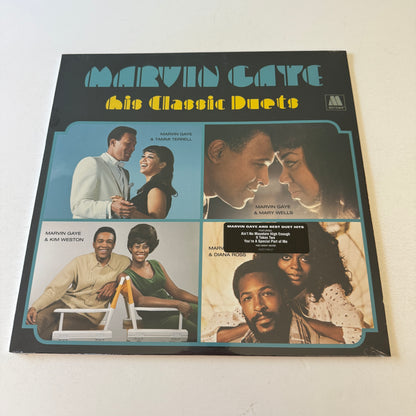 MARVIN GAYE
his Classic Duets
MOTOWN
MARVIN GAYE
& TAMMI TERRELL
MARVIN GAYE
& MARY WELLS
MARVIN GAYE
& KIM WESTON
MARVIN GAYE AND BEST DUET HITS
Ain't No Mountain High Enough
It Takes Two
You're A Special Part of Me
& DIANA ROSS